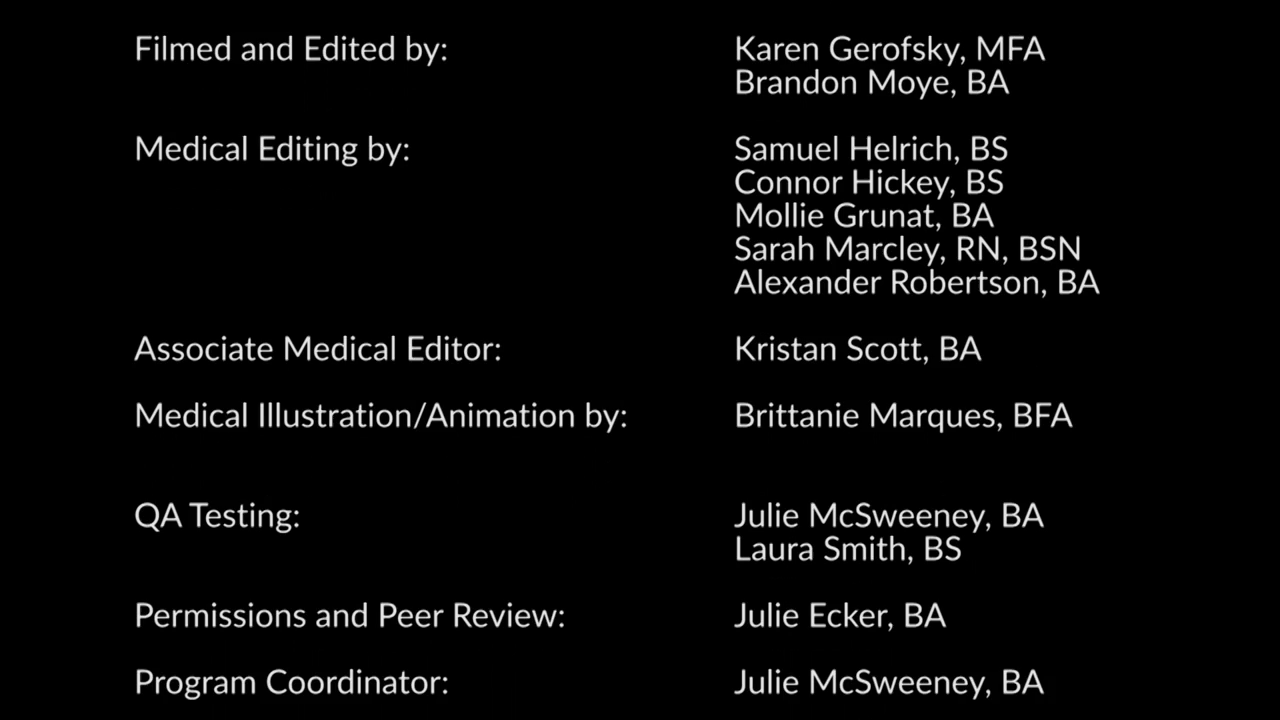 Filmed and Edited by: Karen Gerofsky, MFA
Brandon Moye, BA
Medical Editing by: Samuel Helrich, BS
Connor Hickey, BS
Mollie Grunat, BA
Sarah Marcley, RN, BSN
Alexander Robertson, BA
Associate Medical Editor: Kristan Scott, BA
Medical Illustration/Animation by: Brittanie Marques, BFA
QA Testing: Julie McSweeney, BA
Laura Smith, BS
Permissions and Peer Review: Julie Ecker, BA
Program Coordinator: Julie McSweeney, BA